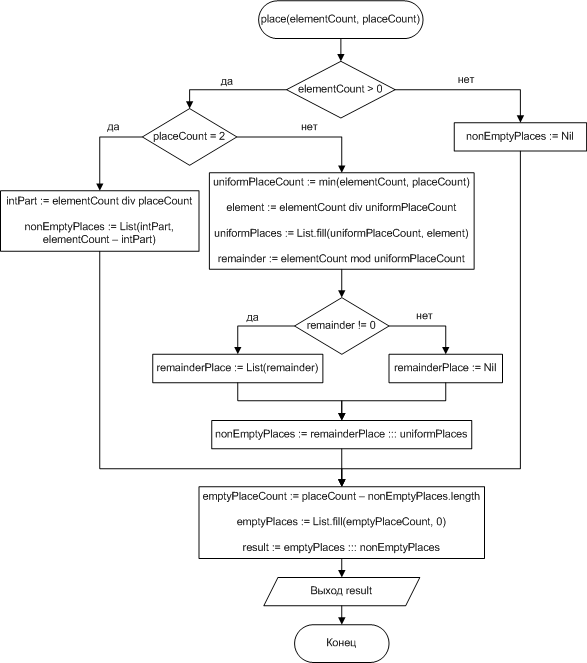 place(elementCount, placeCount)
elementCount > 0
да
нет
placeCount = 2
nonEmptyPlaces := Nil
да
нет
intPart := elementCount div placeCount
nonEmptyPlaces := List(intPart,
elementCount – intPart)
uniformPlaceCount := min(elementCount, placeCount)
element := elementCount div uniformPlaceCount
uniformPlaces := List.fill(uniformPlaceCount, element)
remainder := elementCount mod uniformPlaceCount
remainder != 0
да
нет
remainderPlace := List(remainder)
remainderPlace := Nil
nonEmptyPlaces := remainderPlace ::: uniformPlaces
emptyPlaceCount := placeCount – nonEmptyPlaces.length
emptyPlaces := List.fill(emptyPlaceCount, 0)
result := emptyPlaces ::: nonEmptyPlaces
Выход result
Конец